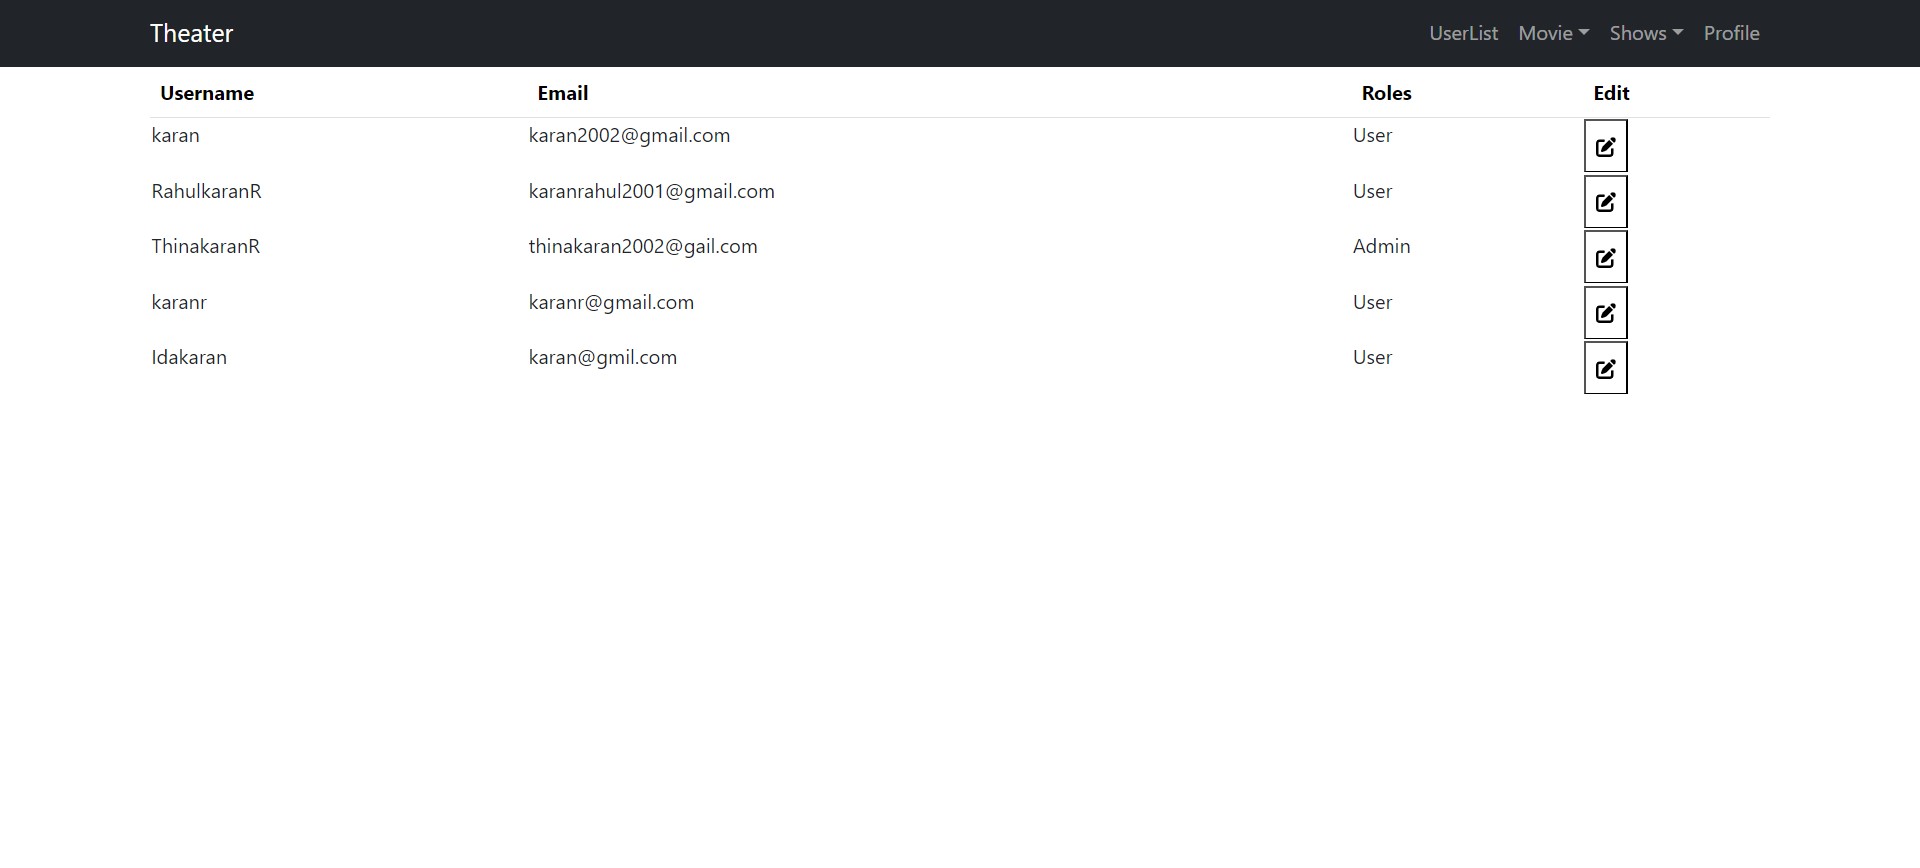 Theater UserList Movie Shows Profile
Username Email Roles Edit
karan karan2002@gmail.com User
RahulkaranR karanrahul2001@gmail.com User
ThinakaranR thinakaran2002@gail.com Admin
karanr karanr@gmail.com User
Idakaran karan@gmil.com User